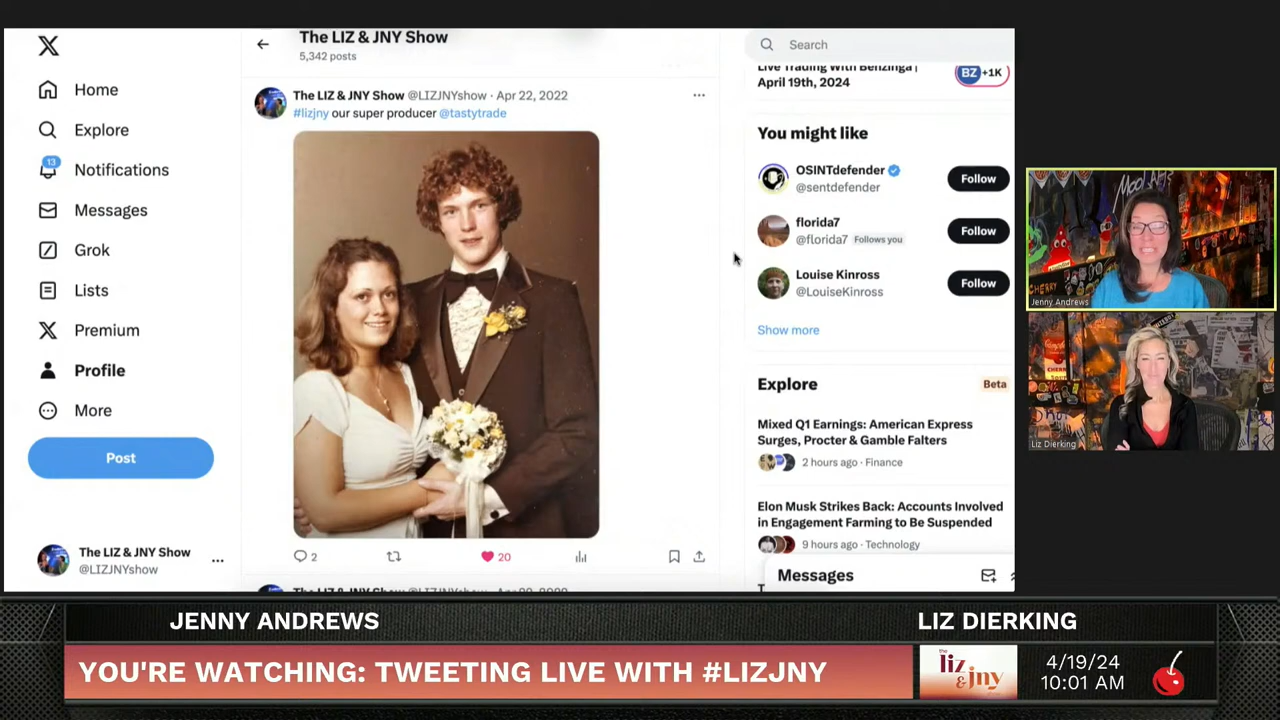 The LIZ & JNY Show
5,342 posts
Search
Home
Explore
13
Notifications
Messages
Grok
Lists
Premium
Profile
More
Post
The LIZ & JNY Show
@LIZJNYshow
The LIZ & JNY Show @LIZJNYshow · Apr 22, 2022
#lizjny our super producer @tastytrade
2
20
Live Trading With Benzinga |
April 19th, 2024
BZ +1K
You might like
OSINTdefender
@sentdefender
Follow
florida7
@florida7 Follows you
Follow
Louise Kinross
@LouiseKinross
Follow
Show more
Explore
Beta
Mixed Q1 Earnings: American Express
Surges, Procter & Gamble Falters
2 hours ago · Finance
Elon Musk Strikes Back: Accounts Involved
in Engagement Farming to Be Suspended
9 hours ago · Technology
Messages
Jenny Andrews
Liz Dierking
JENNY ANDREWS
LIZ DIERKING
YOU'RE WATCHING: TWEETING LIVE WITH #LIZJNY
the
liz
& jny
4/19/24
10:01 AM